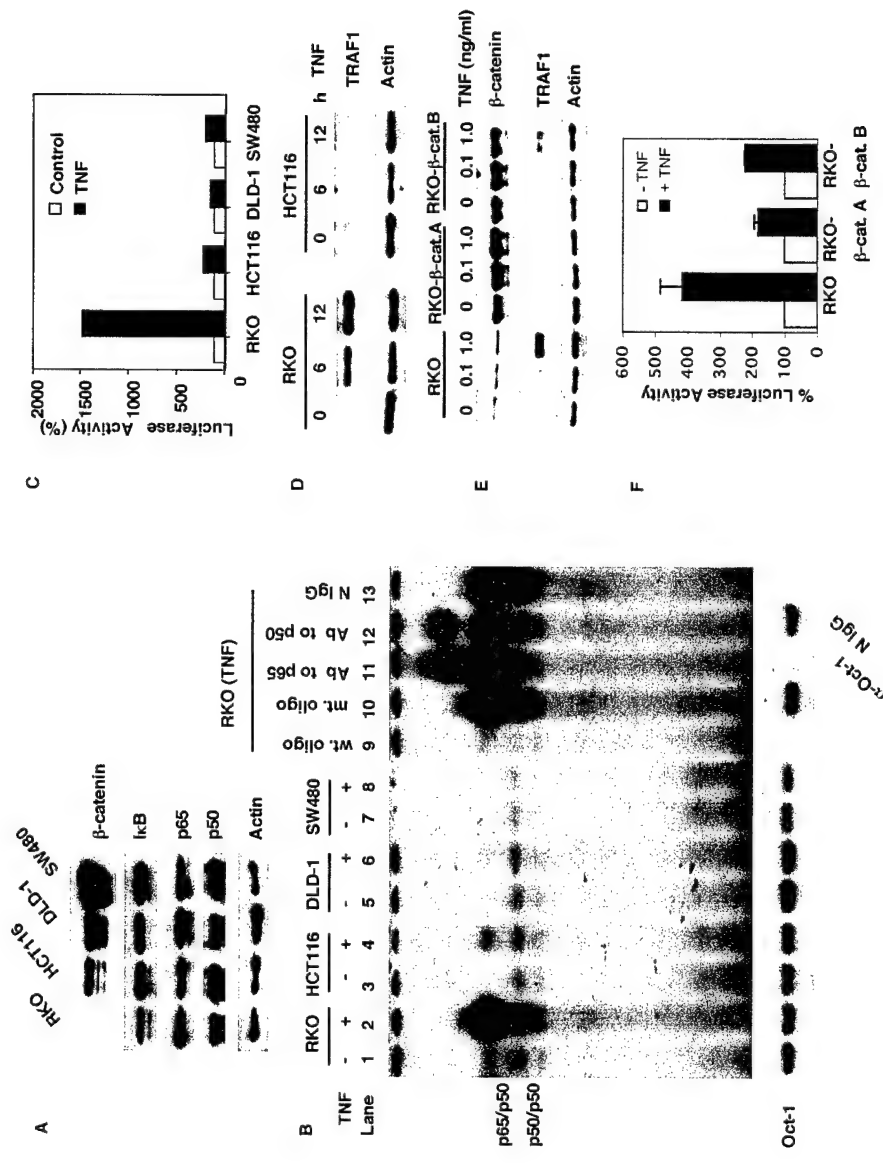 A
RKO HCT116 DLD-1 SW480
β-catenin
IκB
p65
p50
Actin
B
RKO HCT116 DLD-1 SW480 RKO (TNF)
wt. oligo mt. oligo Ab to p65 Ab to p50 N IgG
TNF - + - + - + - +
Lane 1 2 3 4 5 6 7 8 9 10 11 12 13
p65/p50
p50/p50
Oct-1
α-Oct-1
N IgG
C
Luciferase Activity (%)
2000
1500
1000
500
0
Control
TNF
RKO HCT116 DLD-1 SW480
D
RKO HCT116
0 6 12 0 6 12 h TNF
TRAF1
Actin
E
RKO RKO-β-cat.A RKO-β-cat.B
0 0.1 1.0 0 0.1 1.0 0 0.1 1.0 TNF (ng/ml)
β-catenin
TRAF1
Actin
F
% Luciferase Activity
600
400
300
200
100
0
- TNF
+ TNF
RKO RKO- RKO-
β-cat. A β-cat. B